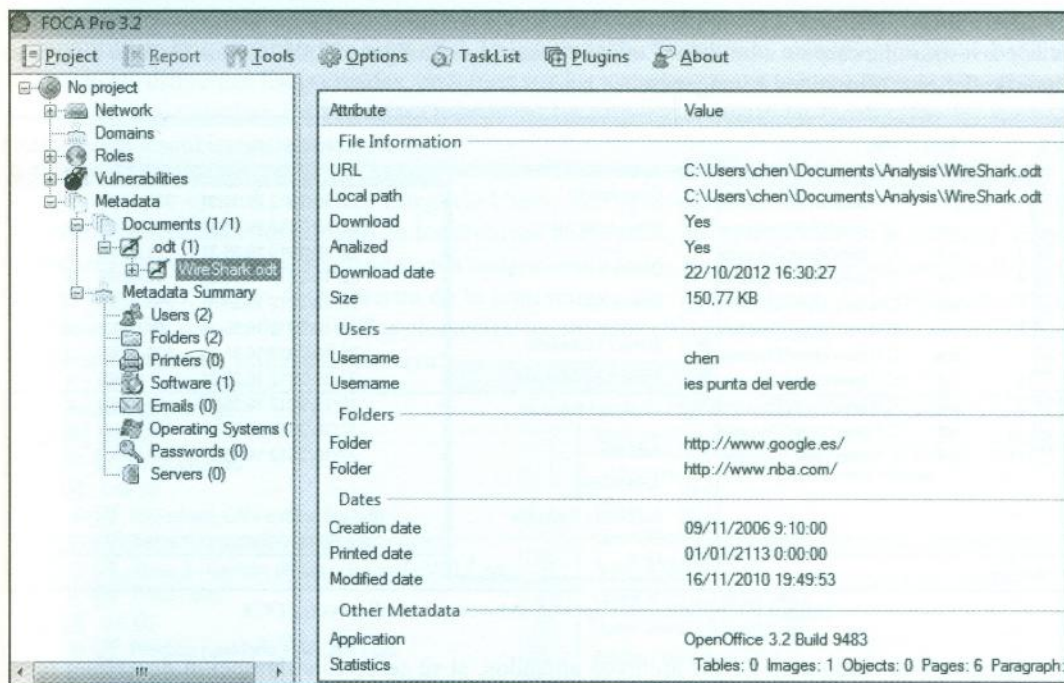 FOCA Pro 3.2
Project Report Tools Options TaskList Plugins About
No project
Network
Domains
Roles
Vulnerabilities
Metadata
Documents (1/1)
.odt (1)
WireShark.odt
Metadata Summary
Users (2)
Folders (2)
Printers (0)
Software (1)
Emails (0)
Operating Systems (
Passwords (0)
Servers (0)
Attribute Value
File Information
URL C:\Users\chen\Documents\Analysis\WireShark.odt
Local path C:\Users\chen\Documents\Analysis\WireShark.odt
Download Yes
Analized Yes
Download date 22/10/2012 16:30:27
Size 150,77 KB
Users
Username chen
Username ies punta del verde
Folders
Folder http://www.google.es/
Folder http://www.nba.com/
Dates
Creation date 09/11/2006 9:10:00
Printed date 01/01/2113 0:00:00
Modified date 16/11/2010 19:49:53
Other Metadata
Application OpenOffice 3.2 Build 9483
Statistics Tables: 0 Images: 1 Objects: 0 Pages: 6 Paragraph: